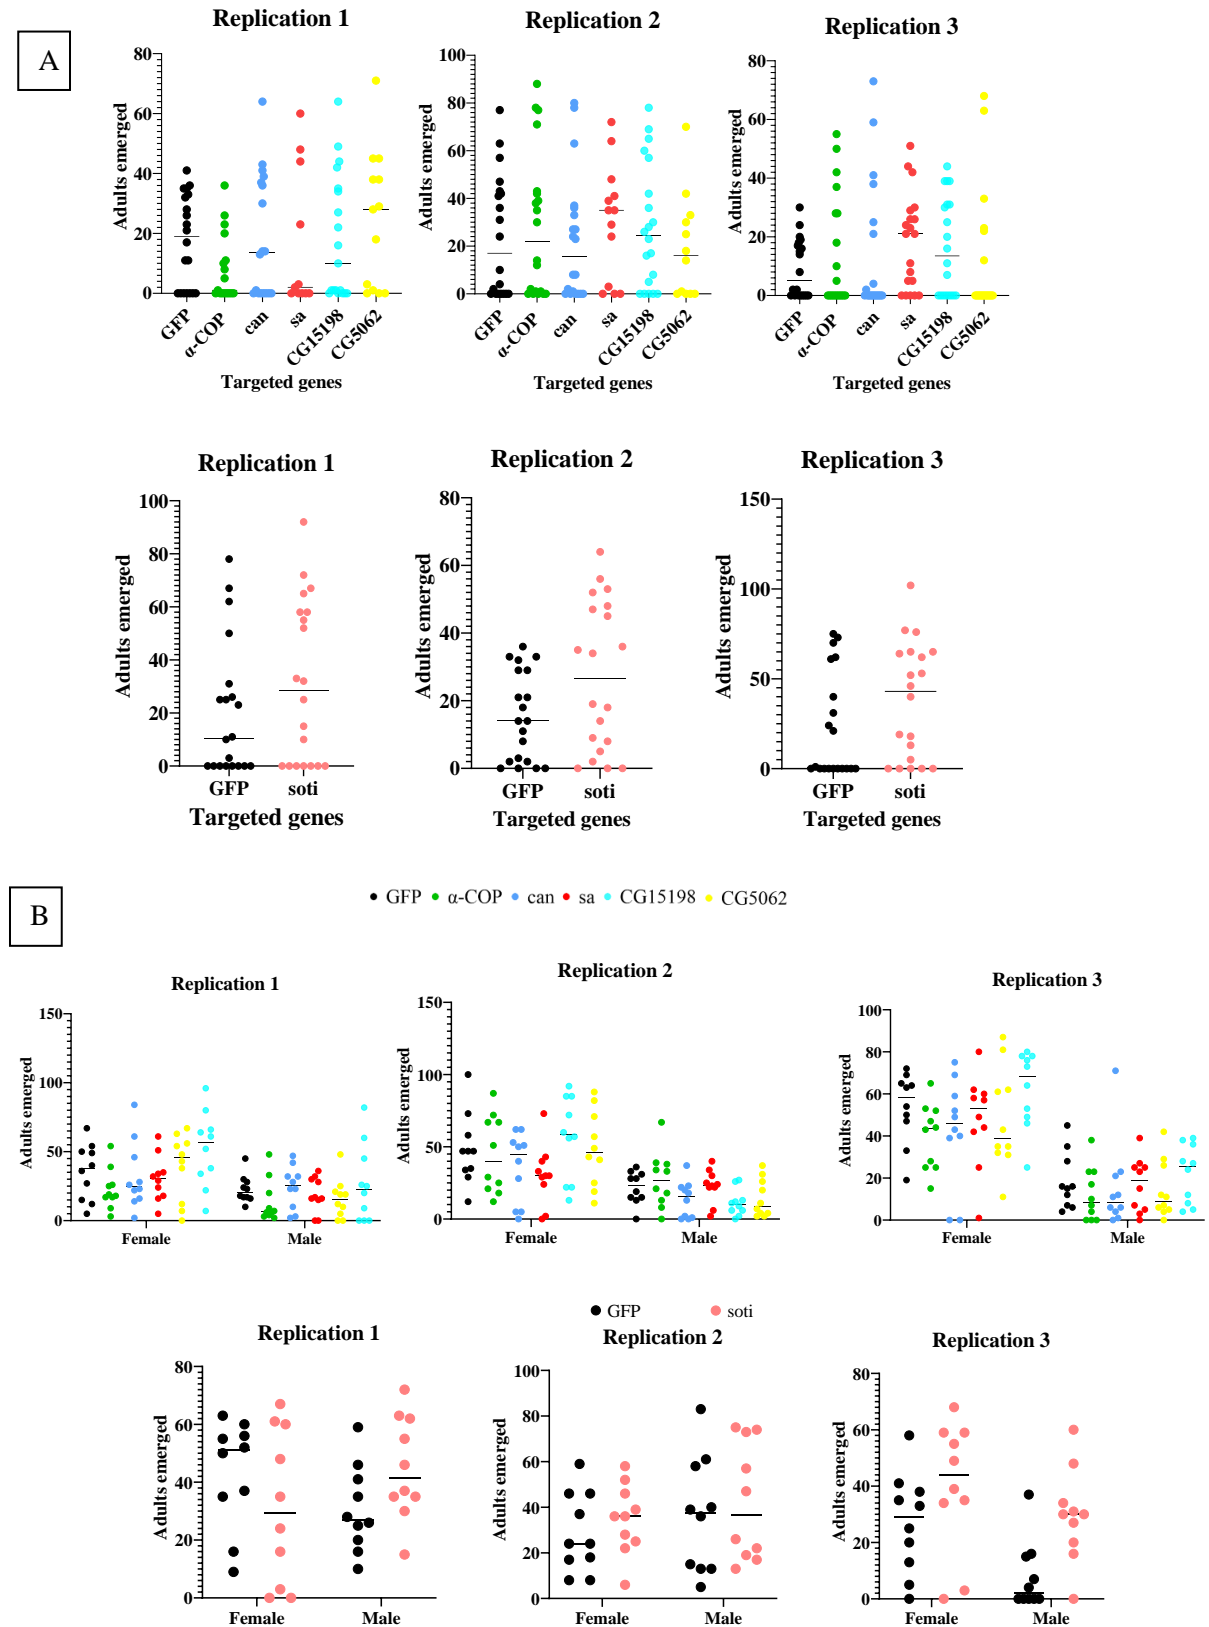 A
Replication 1
Replication 2
Replication 3
Adults emerged
80
60
40
20
0
GFP
α-COP
can
sa
CG15198
CG5062
Targeted genes
Adults emerged
100
80
60
40
20
0
GFP
α-COP
can
sa
CG15198
CG5062
Targeted genes
Adults emerged
80
60
40
20
0
GFP
α-COP
can
sa
CG15198
CG5062
Targeted genes
Replication 1
Replication 2
Replication 3
Adults emerged
100
80
60
40
20
0
GFP
soti
Targeted genes
Adults emerged
80
60
40
20
0
GFP
soti
Targeted genes
Adults emerged
150
100
50
0
GFP
soti
Targeted genes
B
GFP α-COP can sa CG15198 CG5062
Replication 1
Replication 2
Replication 3
Adults emerged
150
100
50
0
Female
Male
Adults emerged
150
100
50
0
Female
Male
Adults emerged
100
80
60
40
20
0
Female
Male
GFP soti
Replication 1
Replication 2
Replication 3
Adults emerged
80
60
40
20
0
Female
Male
Adults emerged
100
80
60
40
20
0
Female
Male
Adults emerged
80
60
40
20
0
Female
Male